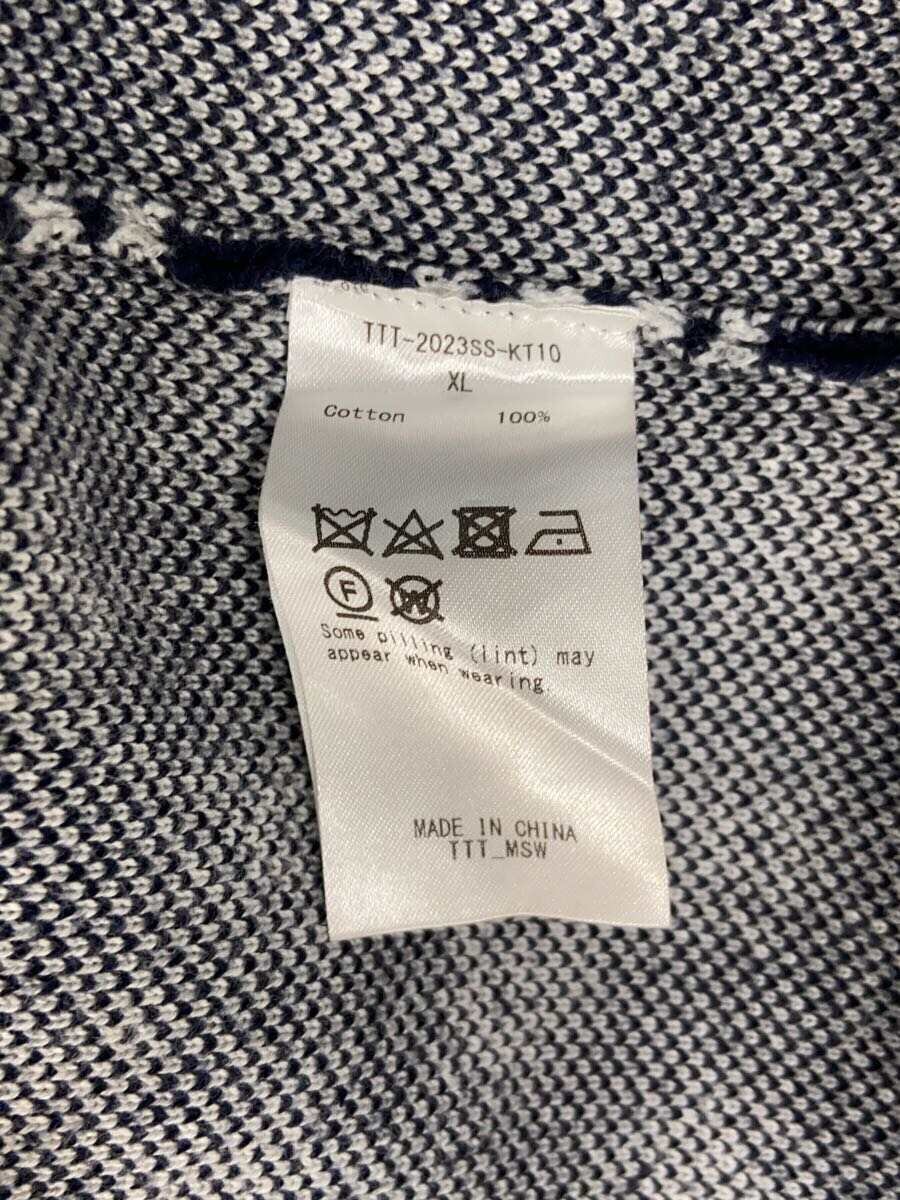 TTT-2023SS-KT10
XL
Cotton 100%
F
W
Some pilling (lint) may
appear when wearing.
MADE IN CHINA
TTT_MSW